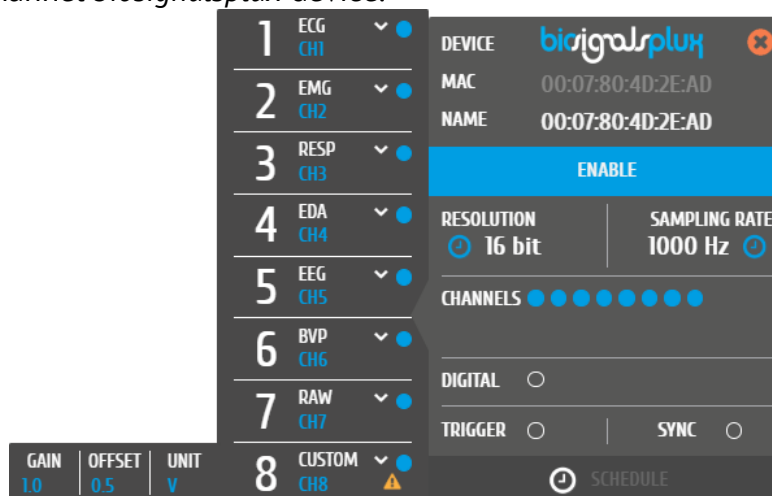 1 ECG
CH1
2 EMG
CH2
3 RESP
CH3
4 EDA
CH4
5 EEG
CH5
6 BVP
CH6
7 RAW
CH7
8 CUSTOM
CH8
GAIN OFFSET UNIT
1.0 0.5 V
DEVICE biosignalsplux
MAC 00:07:80:4D:2E:AD
NAME 00:07:80:4D:2E:AD
ENABLE
RESOLUTION SAMPLING RATE
16 bit 1000 Hz
CHANNELS
DIGITAL
TRIGGER SYNC
SCHEDULE